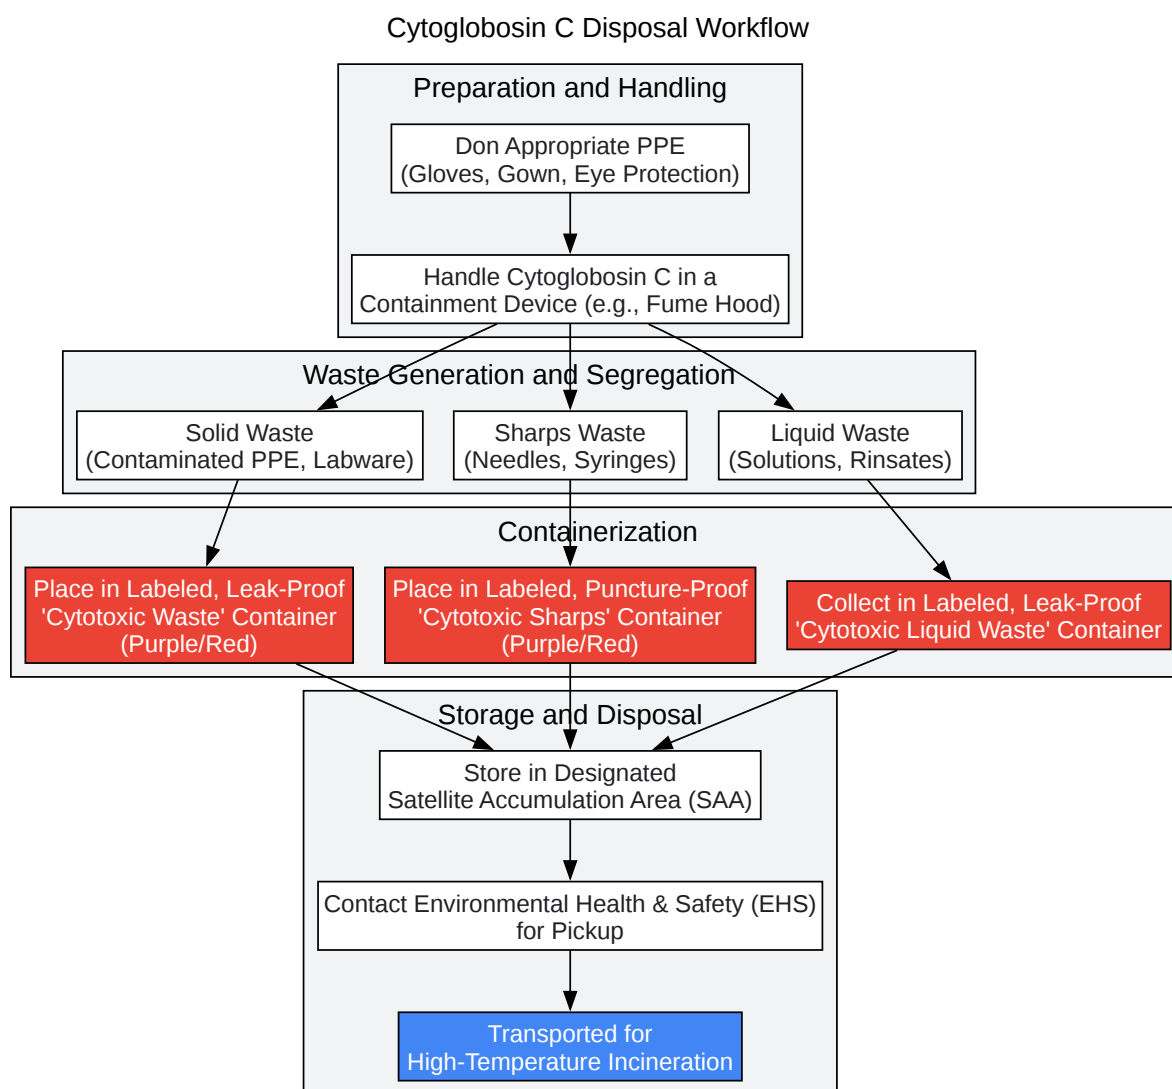 Cytoglobosin C Disposal Workflow
Preparation and Handling
Don Appropriate PPE
(Gloves, Gown, Eye Protection)
Handle Cytoglobosin C in a
Containment Device (e.g., Fume Hood)
Waste Generation and Segregation
Solid Waste
(Contaminated PPE, Labware)
Sharps Waste
(Needles, Syringes)
Liquid Waste
(Solutions, Rinsates)
Containerization
Place in Labeled, Leak-Proof
'Cytotoxic Waste' Container
(Purple/Red)
Place in Labeled, Puncture-Proof
'Cytotoxic Sharps' Container
(Purple/Red)
Collect in Labeled, Leak-Proof
'Cytotoxic Liquid Waste' Container
Storage and Disposal
Store in Designated
Satellite Accumulation Area (SAA)
Contact Environmental Health & Safety (EHS)
for Pickup
Transported for
High-Temperature Incineration